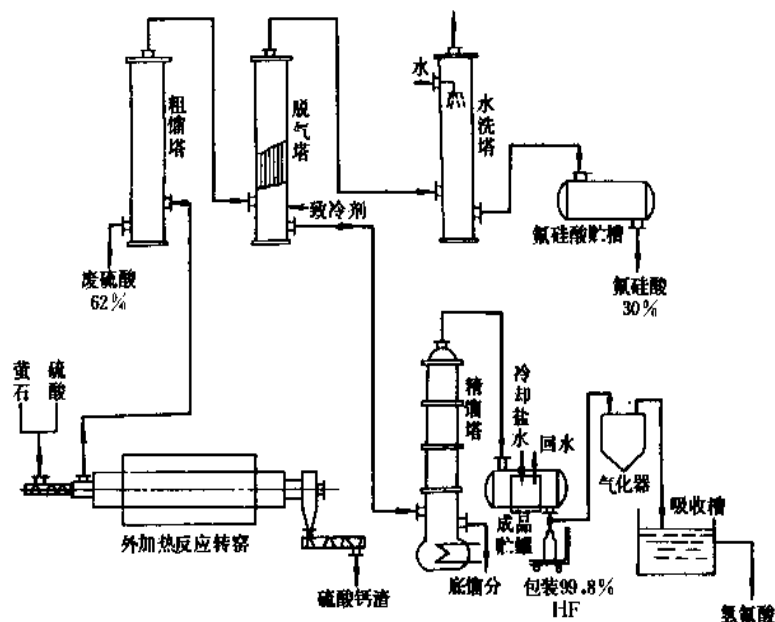 粗馏塔
脱气塔
水
水洗塔
致冷剂
废硫酸
62%
氟硅酸贮槽
氟硅酸
30%
萤石
硫酸
外加热反应转窑
硫酸钙渣
精馏塔
冷却盐水
回水
成品贮罐
底馏分
包装99.8%
HF
气化器
吸收槽
氢氟酸